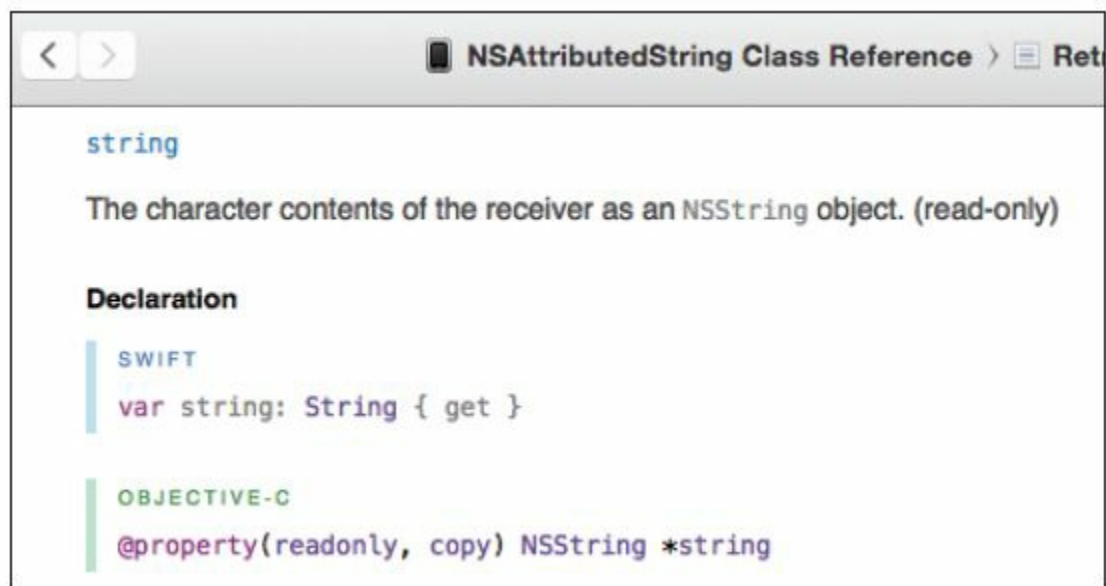 NSAttributedString Class Reference
string
The character contents of the receiver as an NSString object. (read-only)
Declaration
SWIFT
var string: String { get }
OBJECTIVE-C
@property(readonly, copy) NSString *string